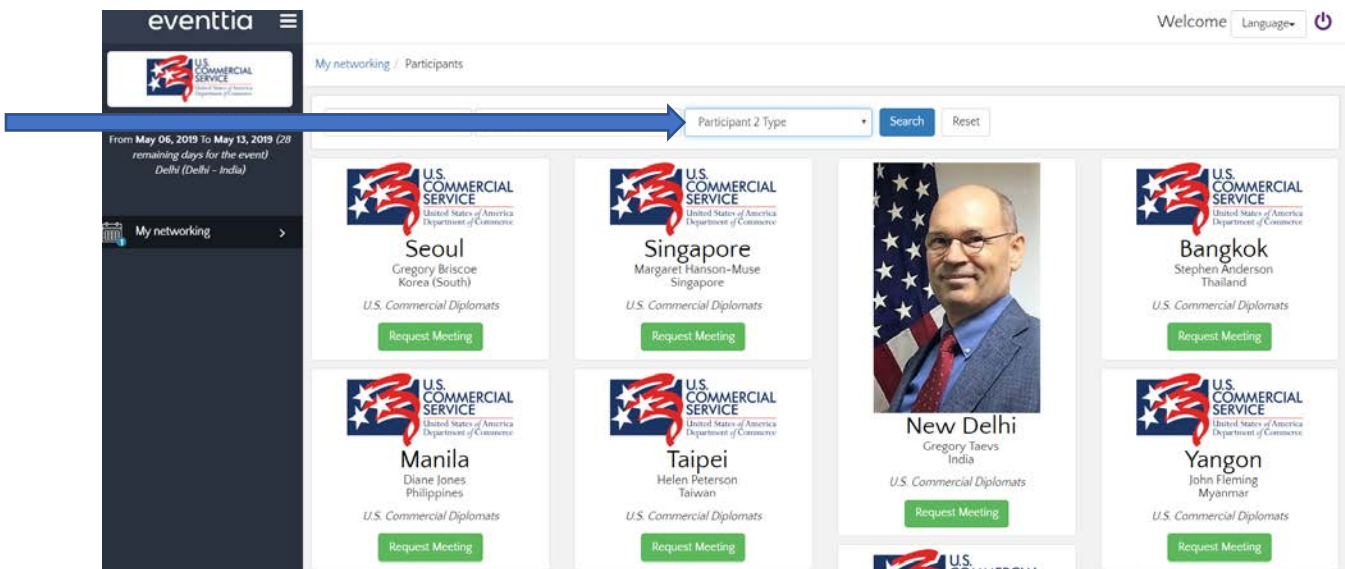 eventtia
Welcome Language
U.S. COMMERCIAL SERVICE
United States of America
Department of Commerce
My networking / Participants
From May 06, 2019 To May 13, 2019 (28
remaining days for the event)
Delhi (Delhi - India)
Participant 2 Type
Search
Reset
My networking
U.S.
COMMERCIAL
SERVICE
United States of America
Department of Commerce
Seoul
Gregory Briscoe
Korea (South)
U.S. Commercial Diplomats
Request Meeting
U.S.
COMMERCIAL
SERVICE
United States of America
Department of Commerce
Singapore
Margaret Hanson-Muse
Singapore
U.S. Commercial Diplomats
Request Meeting
New Delhi
Gregory Taevs
India
U.S. Commercial Diplomats
Request Meeting
U.S.
COMMERCIAL
SERVICE
United States of America
Department of Commerce
Bangkok
Stephen Anderson
Thailand
U.S. Commercial Diplomats
Request Meeting
U.S.
COMMERCIAL
SERVICE
United States of America
Department of Commerce
Manila
Diane Jones
Philippines
U.S. Commercial Diplomats
Request Meeting
U.S.
COMMERCIAL
SERVICE
United States of America
Department of Commerce
Taipei
Helen Peterson
Taiwan
U.S. Commercial Diplomats
Request Meeting
U.S.
U.S.
COMMERCIAL
SERVICE
United States of America
Department of Commerce
Yangon
John Fleming
Myanmar
U.S. Commercial Diplomats
Request Meeting